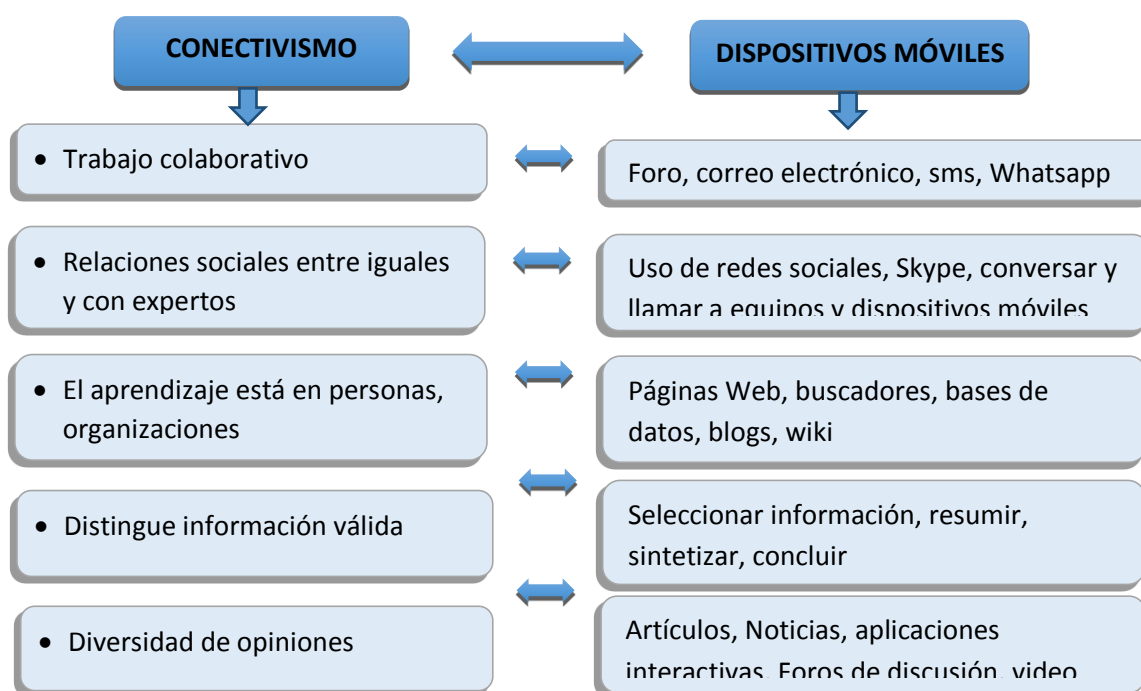 CONECTIVISMO
DISPOSITIVOS MÓVILES
• Trabajo colaborativo
Foro, correo electrónico, sms, Whatsapp
• Relaciones sociales entre iguales
y con expertos
Uso de redes sociales, Skype, conversar y
llamar a equipos y dispositivos móviles
• El aprendizaje está en personas,
organizaciones
Páginas Web, buscadores, bases de
datos, blogs, wiki
• Distingue información válida
Seleccionar información, resumir,
sintetizar, concluir
• Diversidad de opiniones
Artículos, Noticias, aplicaciones
interactivas, Foros de discusión, video